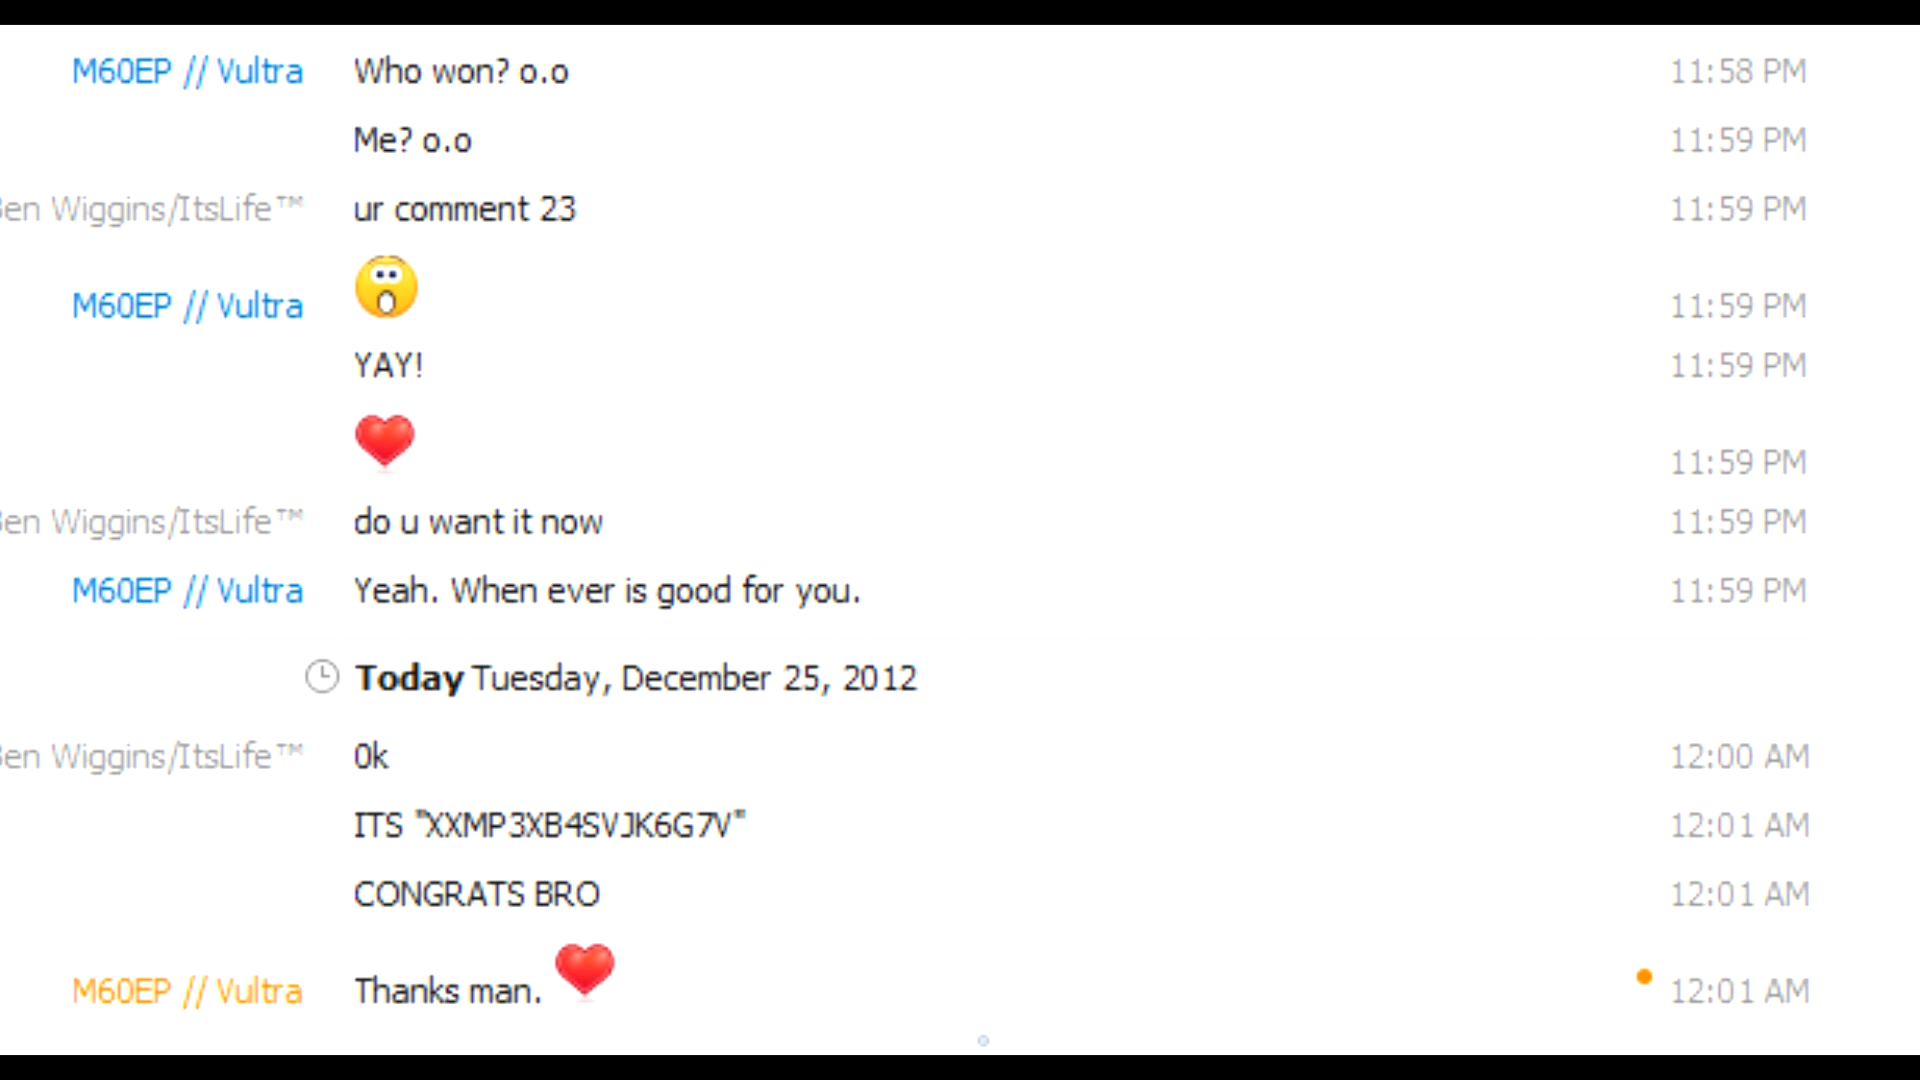 M60EP // Vultra Who won? o.o 11:58 PM
Me? o.o 11:59 PM
Ben Wiggins/ItsLife™ ur comment 23 11:59 PM
M60EP // Vultra 11:59 PM
YAY! 11:59 PM
11:59 PM
Ben Wiggins/ItsLife™ do u want it now 11:59 PM
M60EP // Vultra Yeah. When ever is good for you. 11:59 PM
Today Tuesday, December 25, 2012
Ben Wiggins/ItsLife™ 0k 12:00 AM
ITS "XXMP3XB4SVJK6G7V" 12:01 AM
CONGRATS BRO 12:01 AM
M60EP // Vultra Thanks man. 12:01 AM